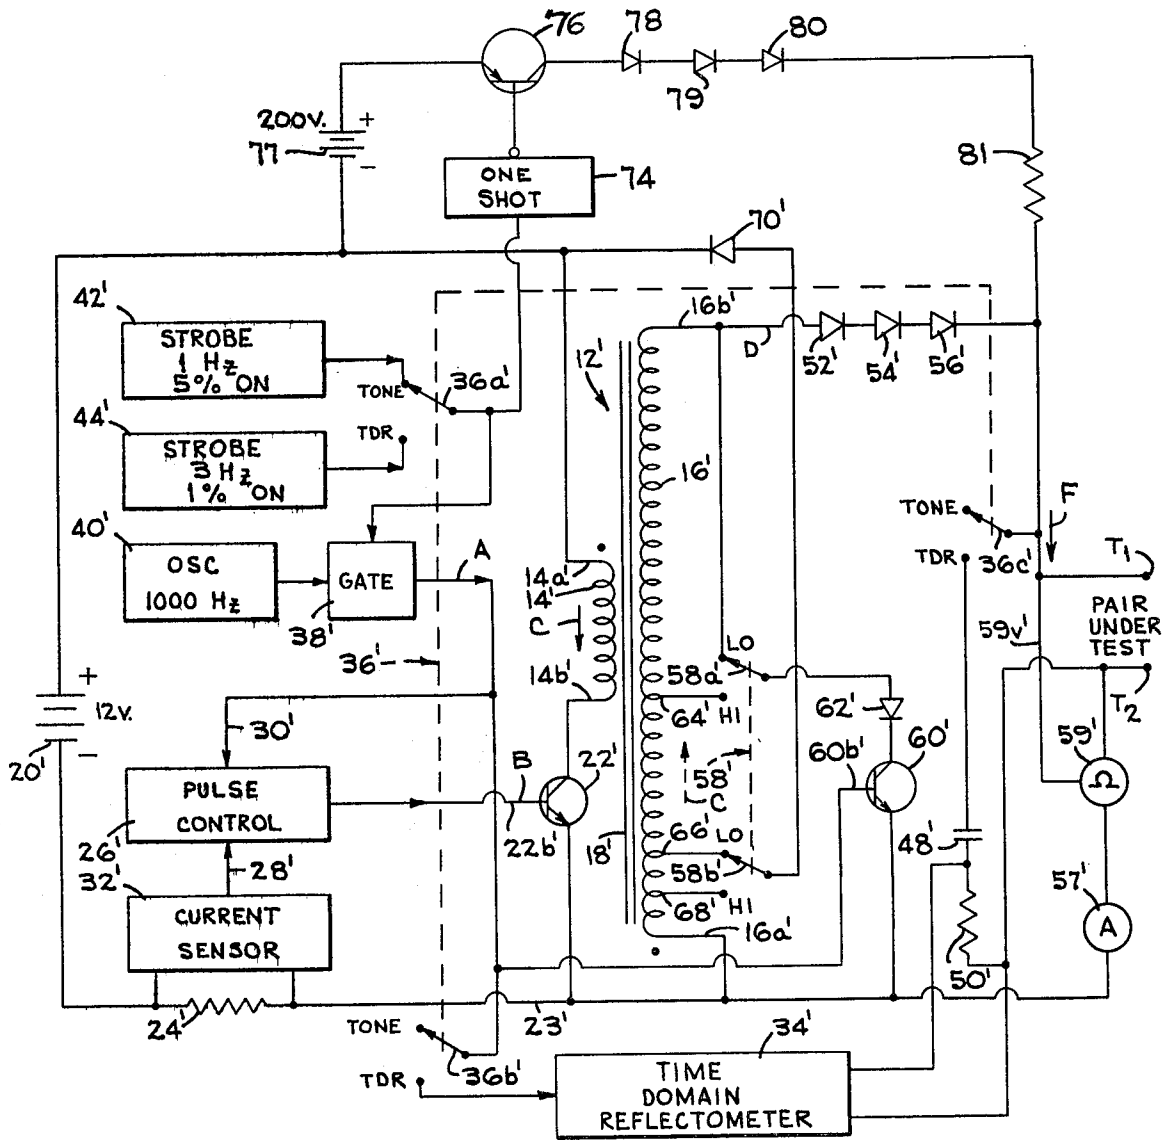 76
78
80
79
200V.
+
77
−
ONE
SHOT
74
81
70'
42'
STROBE
1 Hz
5% ON
TONE
36a'
16b'
D
52'
54'
56'
12'
44'
STROBE
3 Hz
1% ON
TDR
16'
TONE
F
36c'
TDR
T1
40'
OSC
1000 Hz
GATE
38'
A
14a'
14'
C
14b'
PAIR
UNDER
TEST
59v'
T2
36'
LO
58a'
64'
HI
62'
+
12v.
20'
−
30'
PULSE
CONTROL
26'
B
22'
22b'
58'
C
60b'
60'
59'
Ω
28'
32'
CURRENT
SENSOR
18'
66'
LO
58b'
68'
HI
16a'
48'
57'
A
50'
24'
23'
TONE
36b'
TDR
34'
TIME
DOMAIN
REFLECTOMETER